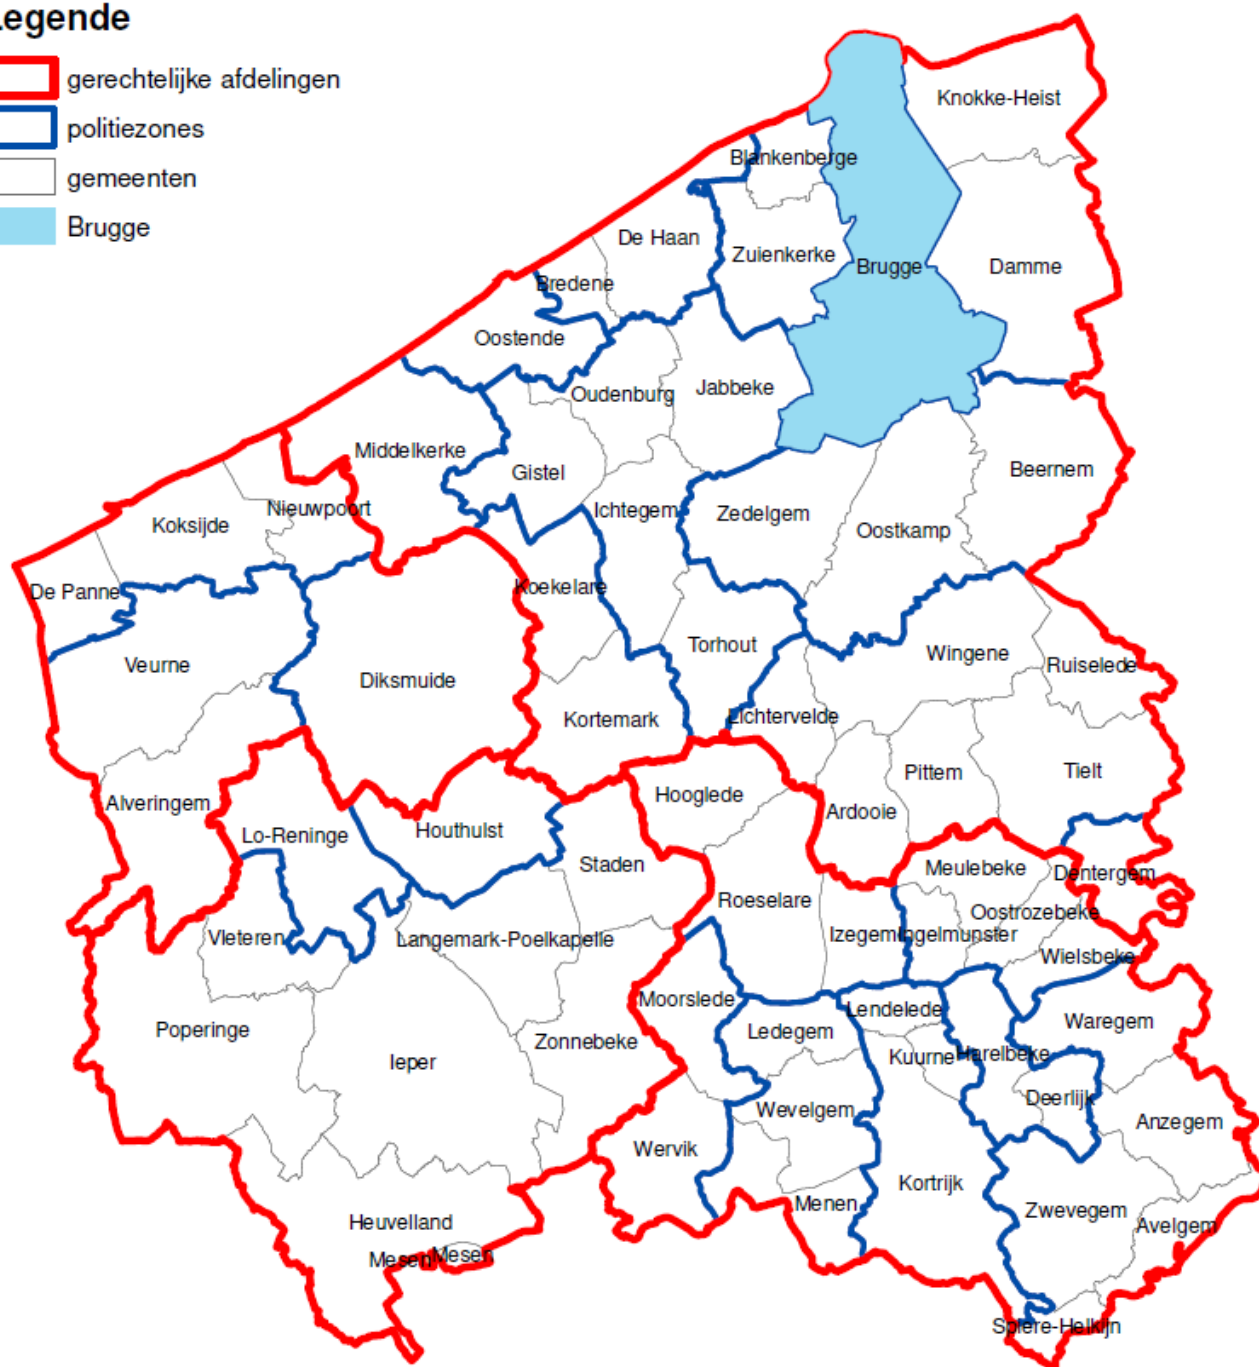 Legende
gerechtelijke afdelingen
politiezones
gemeenten
Brugge
Knokke-Heist
Blankenberge
De Haan
Zuienkerke
Brugge
Damme
Bredene
Oostende
Oudenburg
Jabbeke
Middelkerke
Gistel
Beernem
Nieuwpoort
Ichtegem
Zedelgem
Koksijde
Oostkamp
De Panne
Koekelare
Torhout
Wingene
Veurne
Ruiselede
Diksmuide
Kortemark
Lichtervelde
Pittem
Tielt
Hooglede
Alveringem
Ardooie
Lo-Reninge
Houthulst
Staden
Meulebeke
Dentergem
Roeselare
Oostrozebeke
Vleteren
Langemark-Poelkapelle
Izegem
Ingelmunster
Wielsbeke
Moorslede
Lendelede
Waregem
Poperinge
Ledegem
Zonnebeke
Ieper
Kuurne
Harelbeke
Deerlijk
Wevelgem
Anzegem
Wervik
Kortrijk
Menen
Zwevegem
Heuvelland
Avelgem
Mesen
Mesen
Spiere-Helkijn